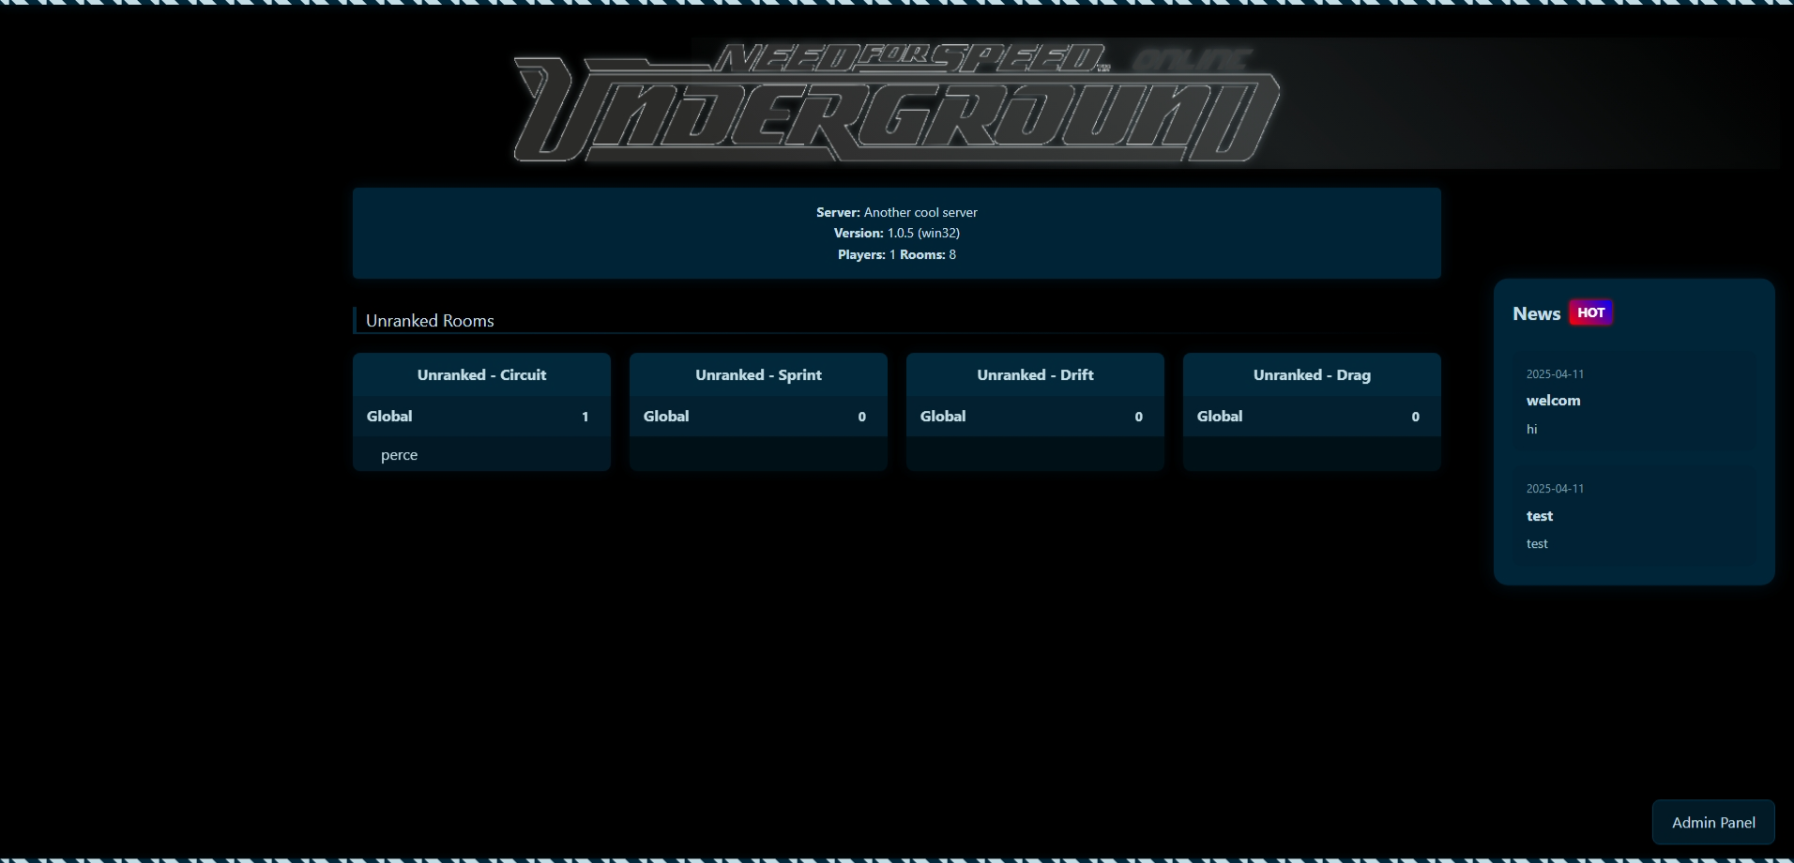 NEED FOR SPEED
ONLINE
UNDERGROUND
Server: Another cool server
Version: 1.0.5 (win32)
Players: 1 Rooms: 8
Unranked Rooms
Unranked - Circuit
Global 1
perce
Unranked - Sprint
Global 0
Unranked - Drift
Global 0
Unranked - Drag
Global 0
News HOT
2025-04-11
welcom
hi
2025-04-11
test
test
Admin Panel